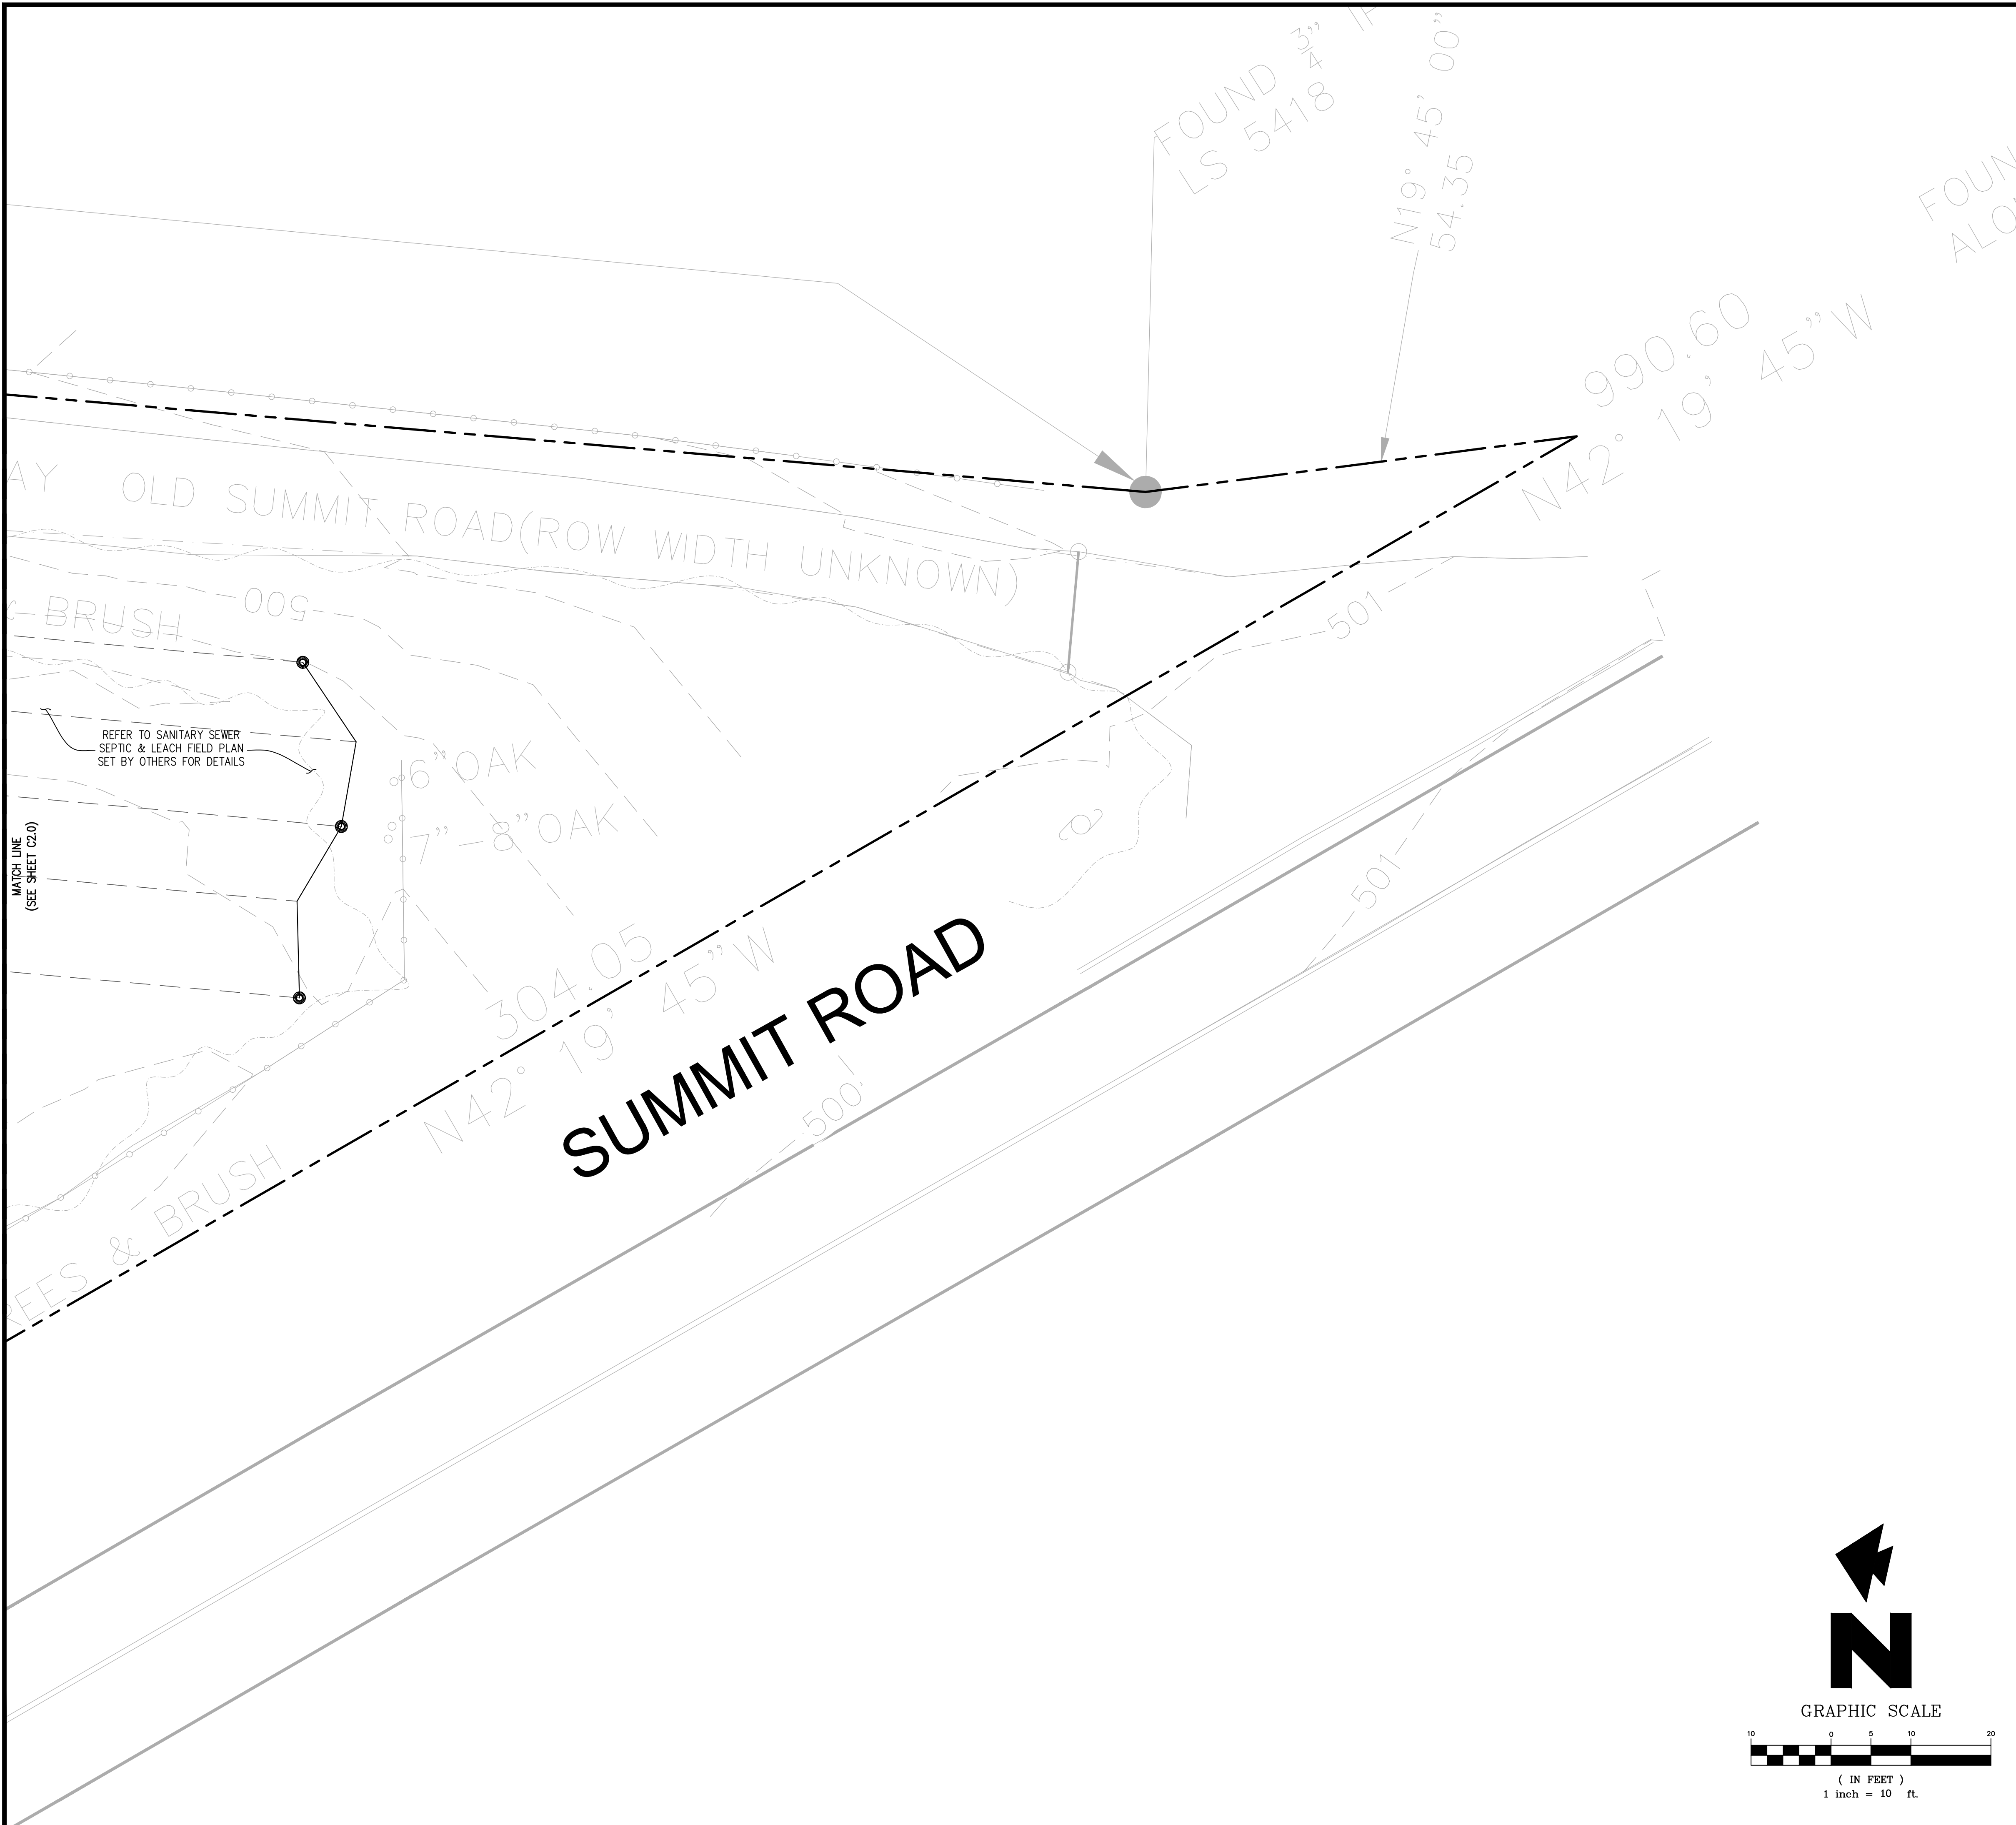 FOUND 3"
4
LS 5418
N19° 45' 00"
54.35
990.60'
N42° 19' 45"W
OLD SUMMIT ROAD(ROW WIDTH UNKNOWN)
BRUSH
500
501
REFER TO SANITARY SEWER
SEPTIC & LEACH FIELD PLAN
SET BY OTHERS FOR DETAILS
6"OAK
7"–8"OAK
MATCH LINE
(SEE SHEET C2.0)
501
304.05'
N42° 19' 45"W
SUMMIT ROAD
500
& BRUSH
N
GRAPHIC SCALE
10 0 5 10 20
( IN FEET )
1 inch = 10 ft.